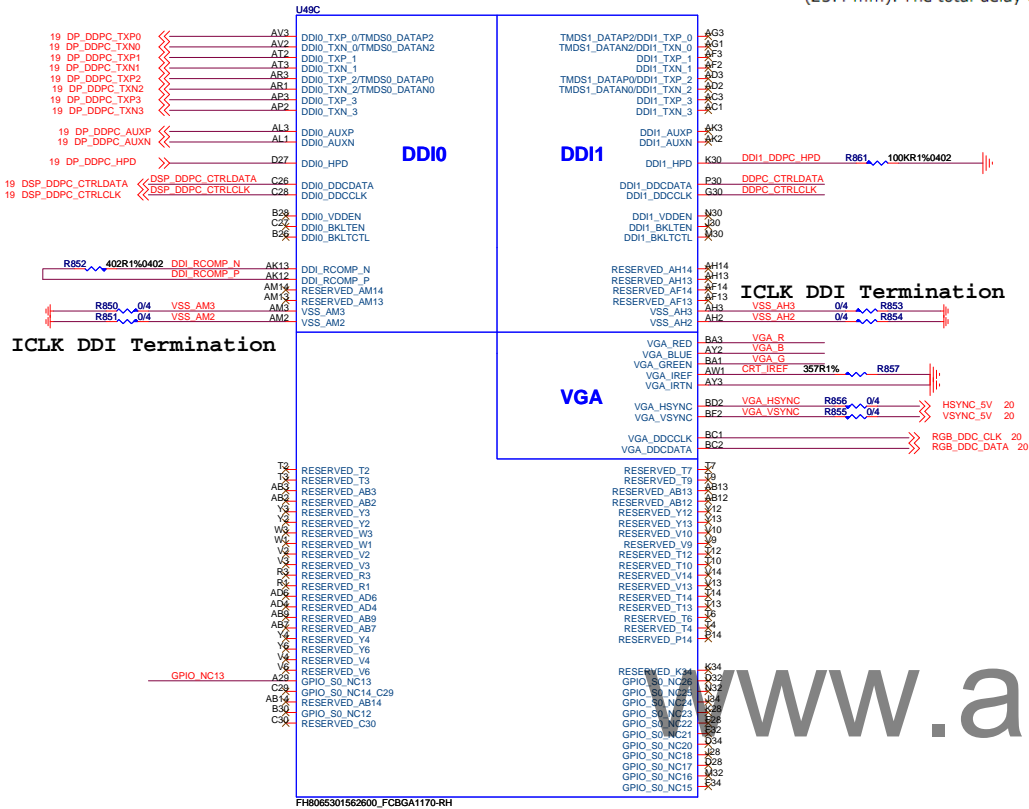 (25.4 mm). The total delay
U49C
19 DP_DDPC_TXP0 AV3 DDI0_TXP_0/TMDS0_DATAP2 TMDS1_DATAP2/DDI1_TXP_0 AG3
19 DP_DDPC_TXN0 AV2 DDI0_TXN_0/TMDS0_DATAN2 TMDS1_DATAN2/DDI1_TXN_0 AG1
19 DP_DDPC_TXP1 AT2 DDI0_TXP_1 DDI1_TXP_1 AF3
19 DP_DDPC_TXN1 AT3 DDI0_TXN_1 DDI1_TXN_1 AF2
19 DP_DDPC_TXP2 AR3 DDI0_TXP_2/TMDS0_DATAP0 TMDS1_DATAP0/DDI1_TXP_2 AD3
19 DP_DDPC_TXN2 AR1 DDI0_TXN_2/TMDS0_DATAN0 TMDS1_DATAN0/DDI1_TXN_2 AD2
19 DP_DDPC_TXP3 AP3 DDI0_TXP_3 DDI1_TXP_3 AC3
19 DP_DDPC_TXN3 AP2 DDI0_TXN_3 DDI1_TXN_3 AC1
19 DP_DDPC_AUXP AL3 DDI0_AUXP DDI1_AUXP AK3
19 DP_DDPC_AUXN AL1 DDI0_AUXN DDI1_AUXN AK2
DDI0 DDI1
19 DP_DDPC_HPD D27 DDI0_HPD DDI1_HPD K30 DDI1_DDPC_HPD R861 100KR1%0402
19 DSP_DDPC_CTRLDATA DSP_DDPC_CTRLDATA C26 DDI0_DDCDATA DDI1_DDCDATA P30 DDPC_CTRLDATA
19 DSP_DDPC_CTRLCLK DSP_DDPC_CTRLCLK C28 DDI0_DDCCLK DDI1_DDCCLK G30 DDPC_CTRLCLK
B28 DDI0_VDDEN DDI1_VDDEN N30
C27 DDI0_BKLTEN DDI1_BKLTEN J30
B26 DDI0_BKLTCTL DDI1_BKLTCTL M30
R852 402R1%0402 DDI_RCOMP_N AK13 DDI_RCOMP_N RESERVED_AH14 AH14
DDI_RCOMP_P AK12 DDI_RCOMP_P RESERVED_AH13 AH13
AM14 RESERVED_AM14 RESERVED_AF14 AF14
AM13 RESERVED_AM13 RESERVED_AF13 AF13
ICLK DDI Termination
R850 0/4 VSS_AM3 AM3 VSS_AM3 VSS_AH3 AH3 VSS_AH3 0/4 R853
R851 0/4 VSS_AM2 AM2 VSS_AM2 VSS_AH2 AH2 VSS_AH2 0/4 R854
ICLK DDI Termination
VGA_RED BA3 VGA_R
VGA_BLUE AY2 VGA_B
VGA_GREEN BA1 VGA_G
VGA_IREF AW1 CRT_IREF 357R1% R857
VGA_IRTN AY3
VGA
VGA_HSYNC BD2 VGA_HSYNC R856 0/4 HSYNC_5V 20
VGA_VSYNC BF2 VGA_VSYNC R855 0/4 VSYNC_5V 20
VGA_DDCCLK BC1 RGB_DDC_CLK 20
VGA_DDCDATA BC2 RGB_DDC_DATA 20
T2 RESERVED_T2 RESERVED_T7 T7
T3 RESERVED_T3 RESERVED_T9 T9
AB3 RESERVED_AB3 RESERVED_AB13 AB13
AB2 RESERVED_AB2 RESERVED_AB12 AB12
Y3 RESERVED_Y3 RESERVED_Y12 Y12
Y2 RESERVED_Y2 RESERVED_Y13 Y13
W3 RESERVED_W3 RESERVED_V10 V10
W1 RESERVED_W1 RESERVED_V9 V9
V2 RESERVED_V2 RESERVED_T12 T12
V3 RESERVED_V3 RESERVED_T10 T10
R3 RESERVED_R3 RESERVED_V14 V14
R1 RESERVED_R1 RESERVED_V13 V13
AD6 RESERVED_AD6 RESERVED_T14 T14
AD4 RESERVED_AD4 RESERVED_T13 T13
AB9 RESERVED_AB9 RESERVED_T6 T6
AB7 RESERVED_AB7 RESERVED_T4 T4
Y4 RESERVED_Y4 RESERVED_P14 P14
Y6 RESERVED_Y6
V4 RESERVED_V4
V6 RESERVED_V6 RESERVED_K34 K34
GPIO_NC13 A29 GPIO_S0_NC13 GPIO_S0_NC26 D32
C29 GPIO_S0_NC14_C29 GPIO_S0_NC25 N32
AB14 RESERVED_AB14 GPIO_S0_NC24 J34
B30 GPIO_S0_NC12 GPIO_S0_NC23 K28
C30 RESERVED_C30 GPIO_S0_NC22 F28
GPIO_S0_NC21 F32
GPIO_S0_NC20 D34
GPIO_S0_NC18 J28
GPIO_S0_NC17 D28
GPIO_S0_NC16 M32
GPIO_S0_NC15 F34
www.a
FH8065301562600_FCBGA1170-RH